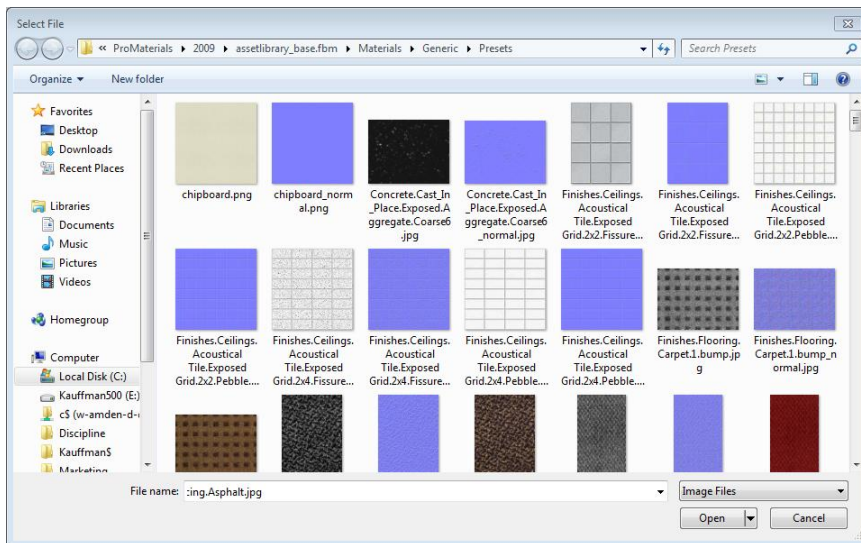 Select File
« ProMaterials ▸ 2009 ▸ assetlibrary_base.fbm ▸ Materials ▸ Generic ▸ Presets
Search Presets
Organize
New folder
Favorites
Desktop
Downloads
Recent Places
Libraries
Documents
Music
Pictures
Videos
Homegroup
Computer
Local Disk (C:)
Kauffman500 (E:)
c$ (w-amden-d-
Discipline
Kauffman$
Marketing
chipboard.png
chipboard_norm
al.png
Concrete.Cast_In
_Place.Exposed.A
ggregate.Coarse6
.jpg
Concrete.Cast_In
_Place.Exposed.A
ggregate.Coarse6
_normal.jpg
Finishes.Ceilings.
Acoustical
Tile.Exposed
Grid.2x2.Fissure...
Finishes.Ceilings.
Acoustical
Tile.Exposed
Grid.2x2.Fissure...
Finishes.Ceilings.
Acoustical
Tile.Exposed
Grid.2x2.Pebble....
Finishes.Ceilings.
Acoustical
Tile.Exposed
Grid.2x2.Pebble....
Finishes.Ceilings.
Acoustical
Tile.Exposed
Grid.2x4.Fissure...
Finishes.Ceilings.
Acoustical
Tile.Exposed
Grid.2x4.Fissure...
Finishes.Ceilings.
Acoustical
Tile.Exposed
Grid.2x4.Pebble....
Finishes.Ceilings.
Acoustical
Tile.Exposed
Grid.2x4.Pebble....
Finishes.Flooring.
Carpet.1.bump.jp
g
Finishes.Flooring.
Carpet.1.bump_n
ormal.jpg
File name: :ing.Asphalt.jpg
Image Files
Open
Cancel